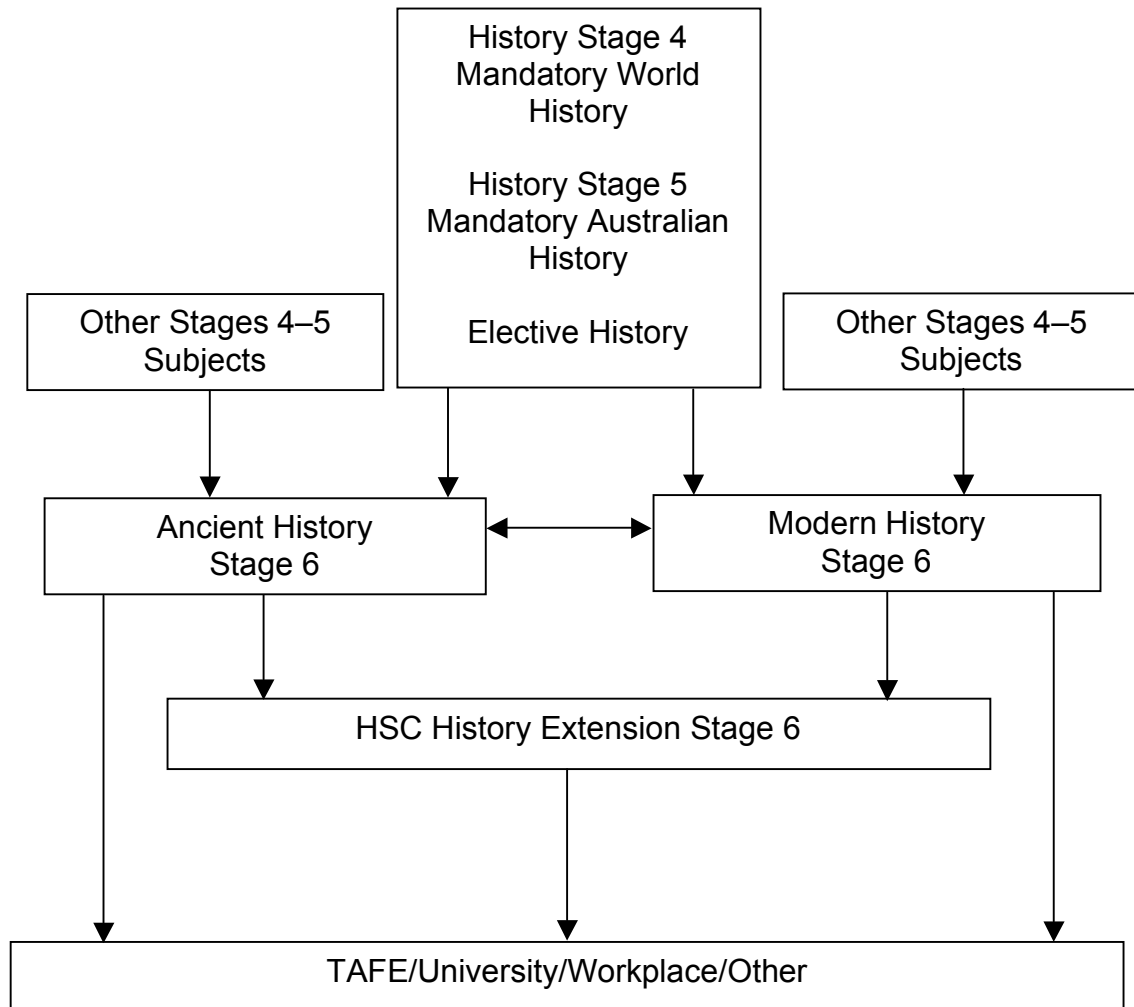 History Stage 4
Mandatory World
History
History Stage 5
Mandatory Australian
History
Elective History
Other Stages 4–5
Subjects
Other Stages 4–5
Subjects
Ancient History
Stage 6
Modern History
Stage 6
HSC History Extension Stage 6
TAFE/University/Workplace/Other